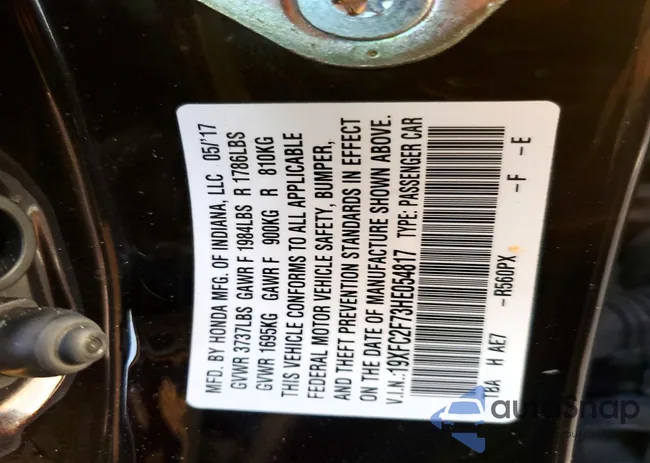 MFD. BY HONDA MFG. OF INDIANA, LLC 05/'17
GVWR 3737LBS GAWR F 1984LBS R 1786LBS
GVWR 1695KG GAWR F 900KG R 810KG
THIS VEHICLE CONFORMS TO ALL APPLICABLE
FEDERAL MOTOR VEHICLE SAFETY, BUMPER,
AND THEFT PREVENTION STANDARDS IN EFFECT
ON THE DATE OF MANUFACTURE SHOWN ABOVE.
V.I.N.:19XFC2F73HE054817 TYPE: PASSENGER CAR
BA H AE7 -R560PX -F -E
autoSnap